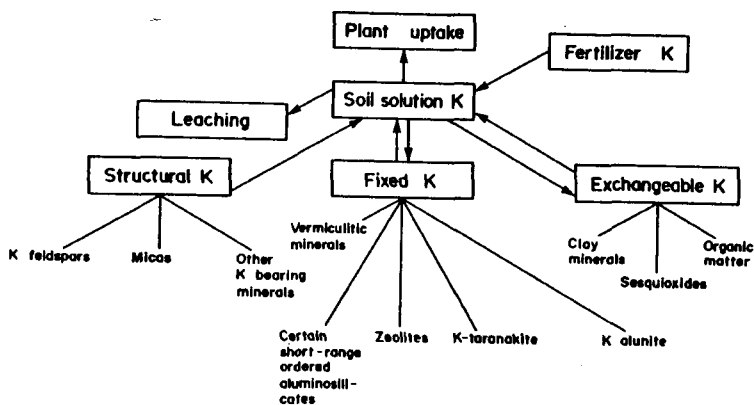 Plant uptake
Fertilizer K
Soil solution K
Leaching
Structural K
Fixed K
Exchangeable K
K feldspars
Micas
Other
K bearing
minerals
Vermiculitic
minerals
Certain
short-range
ordered
aluminosili-
cates
Zeolites
K-taranakite
K alunite
Clay
minerals
Sesquioxides
Organic
matter